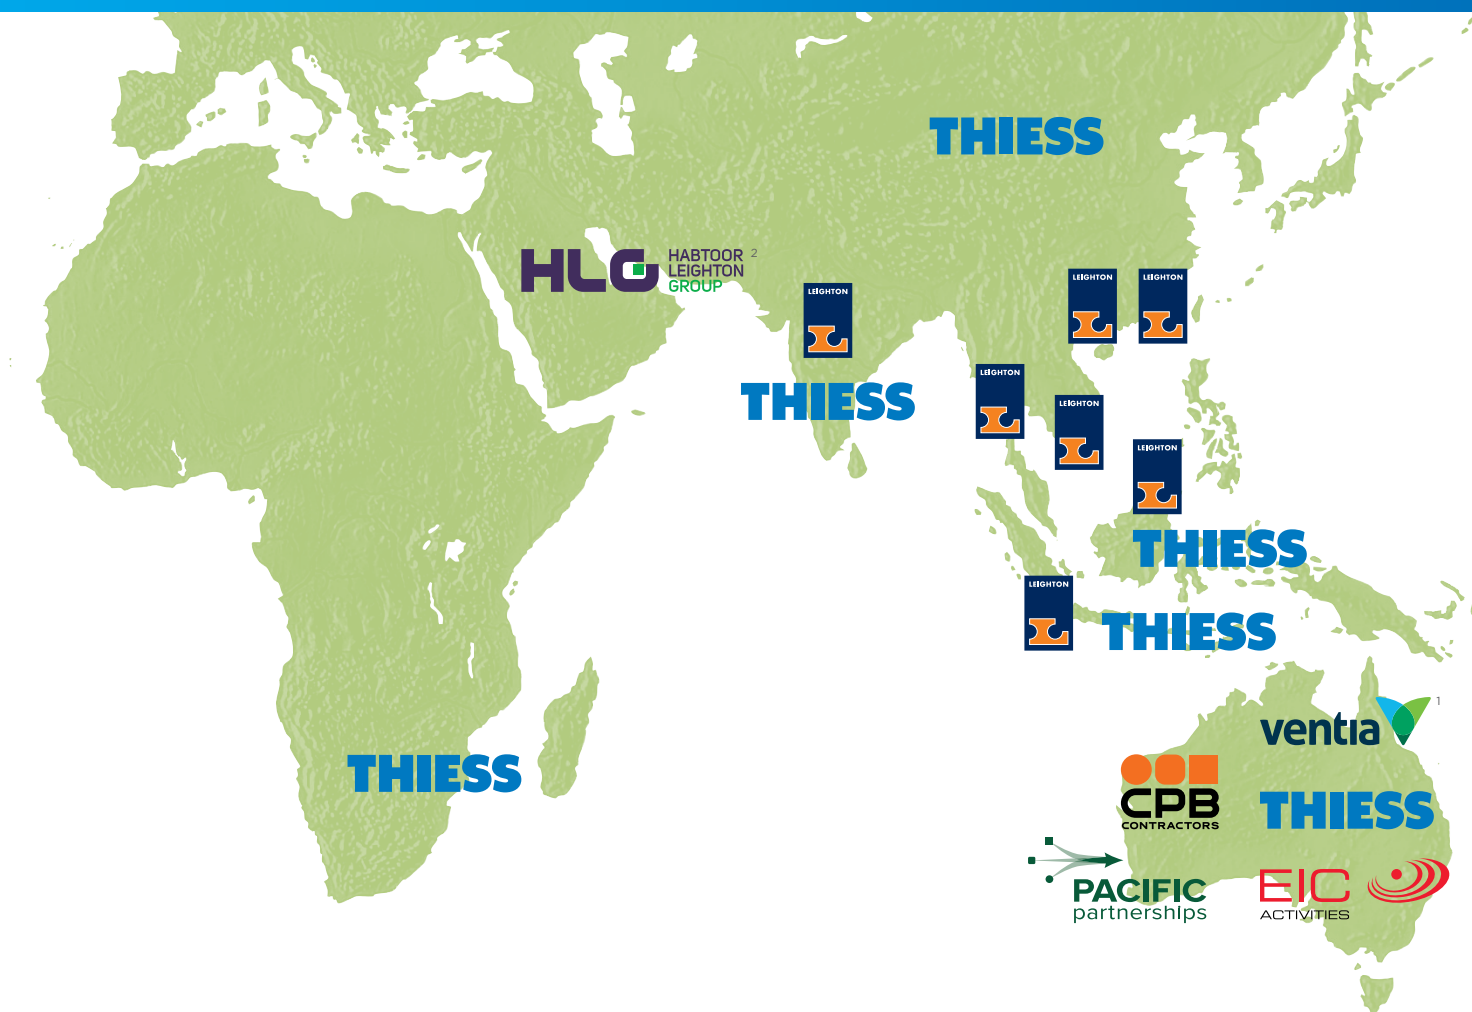 THIESS
HLG
HABTOOR 2
LEIGHTON
GROUP
LEIGHTON
LEIGHTON
LEIGHTON
THIESS
LEIGHTON
LEIGHTON
LEIGHTON
THIESS
LEIGHTON
THIESS
ventia 1
THIESS
CPB
CONTRACTORS
THIESS
PACIFIC
partnerships
EIC
ACTIVITIES